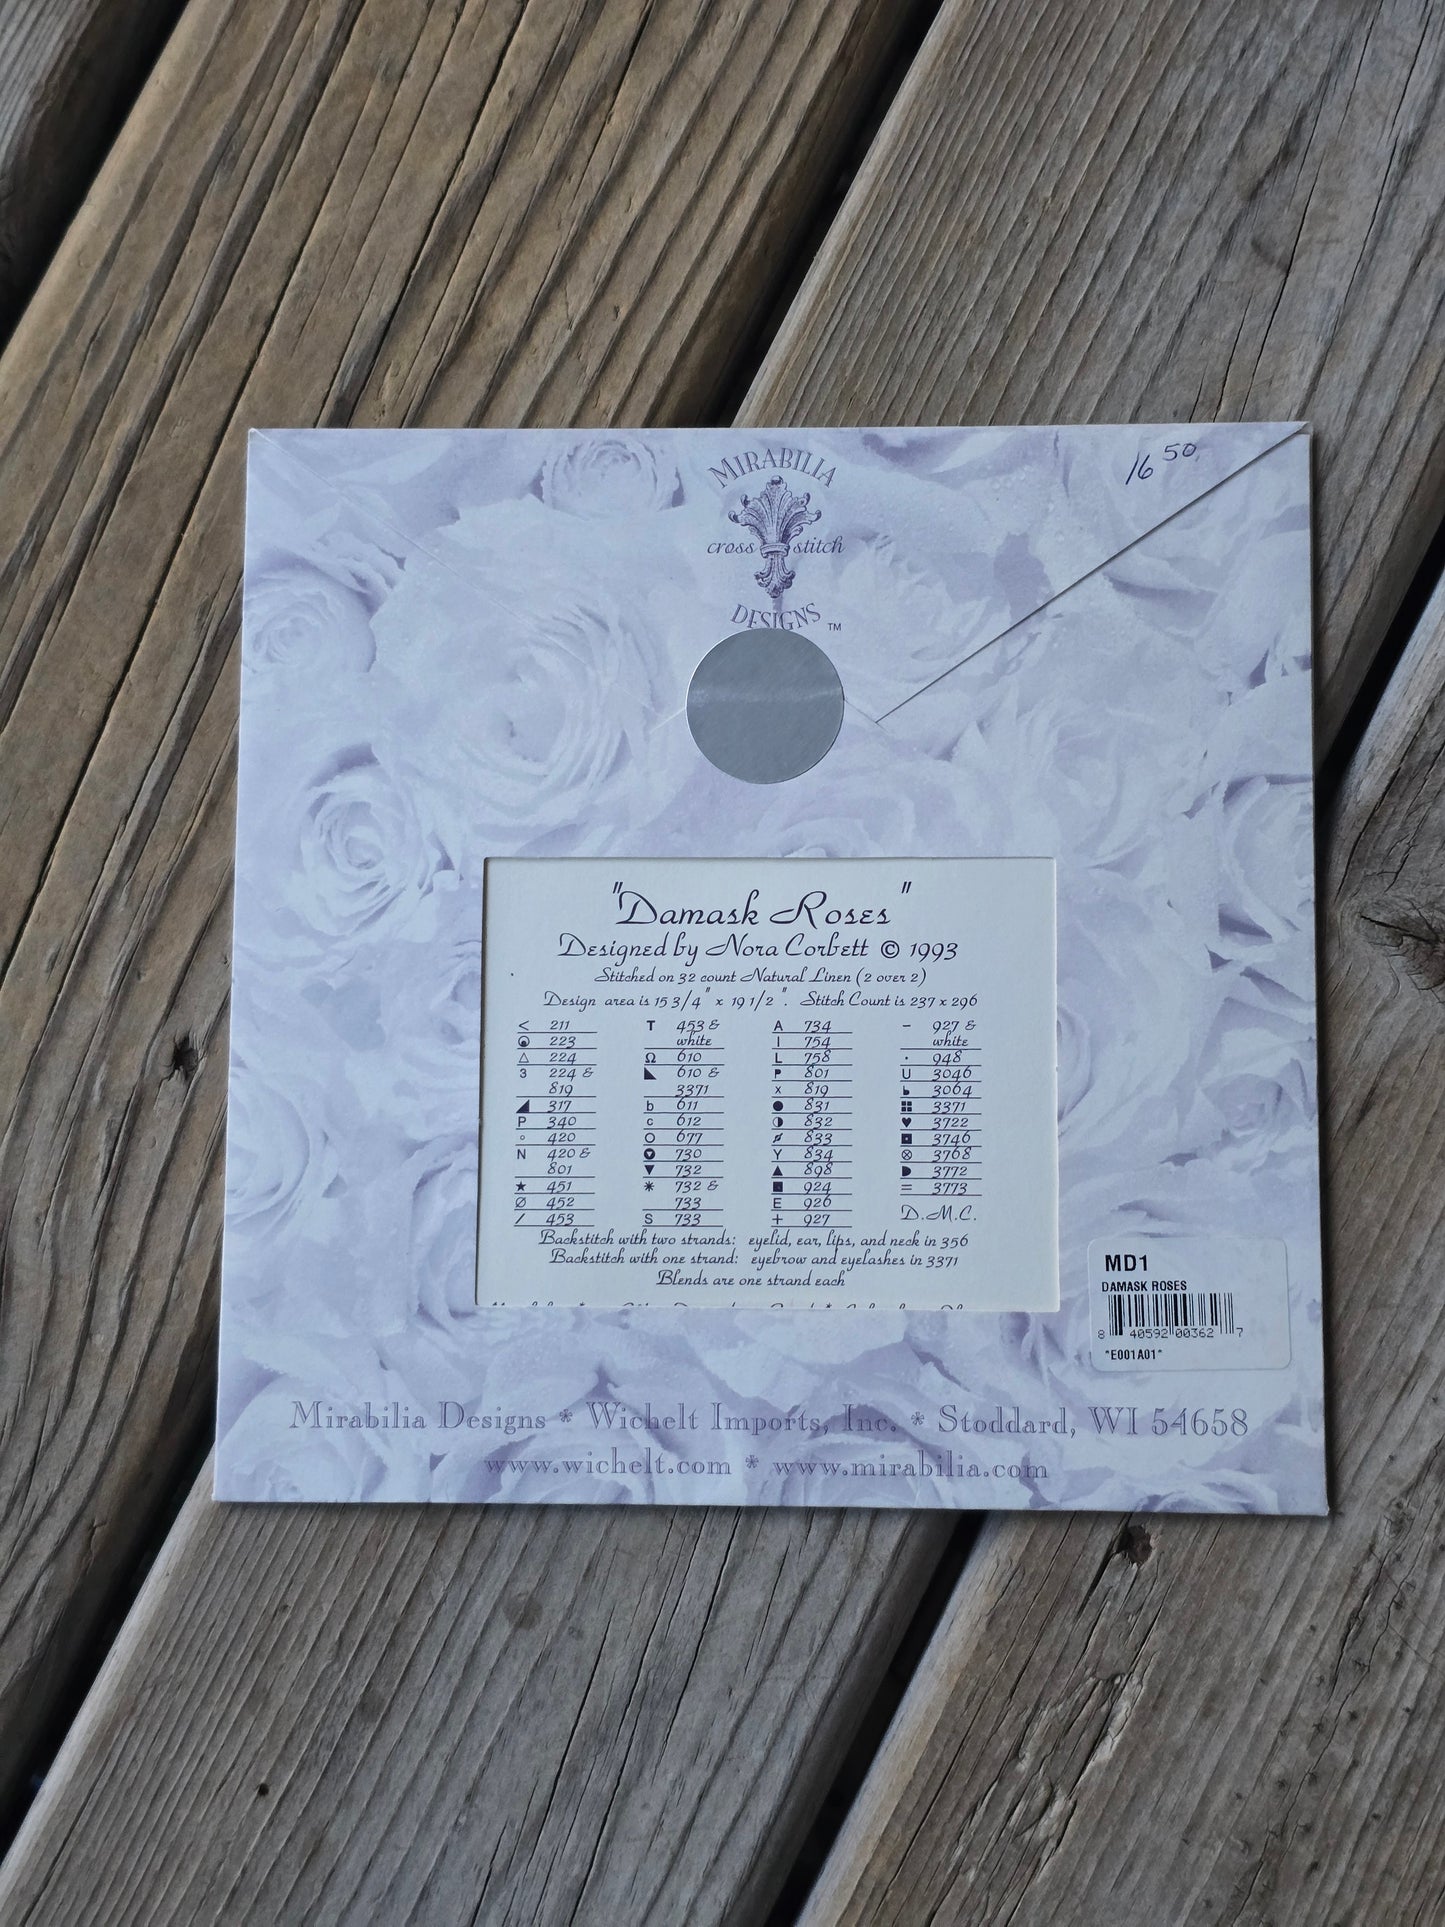 MIRABILIA
cross stitch
DESIGNS ™
16 50
"Damask Roses"
Designed by Nora Corbett © 1993
Stitched on 32 count Natural Linen (2 over 2)
Design area is 15 3/4" x 19 1/2". Stitch Count is 237 x 296
< 211
223
△ 224
3 224 &
819
◢ 317
P 340
° 420
N 420 &
801
★ 451
∅ 452
/ 453
T 453 &
white
Ω 610
◣ 610 &
3371
b 611
c 612
○ 677
730
▼ 732
* 732 &
733
S 733
A 734
I 754
L 758
P 801
x 819
● 831
◑ 832
833
Y 834
▲ 898
924
E 926
+ 927
− 927 &
white
· 948
U 3046
3064
3371
♥ 3722
3746
⊗ 3768
D 3772
= 3773
D.M.C.
Backstitch with two strands: eyelid, ear, lips, and neck in 356
Backstitch with one strand: eyebrow and eyelashes in 3371
Blends are one strand each
MD1
DAMASK ROSES
8 40592 00362 7
*E001A01*
Mirabilia Designs * Wichelt Imports, Inc. * Stoddard, WI 54658
www.wichelt.com * www.mirabilia.com